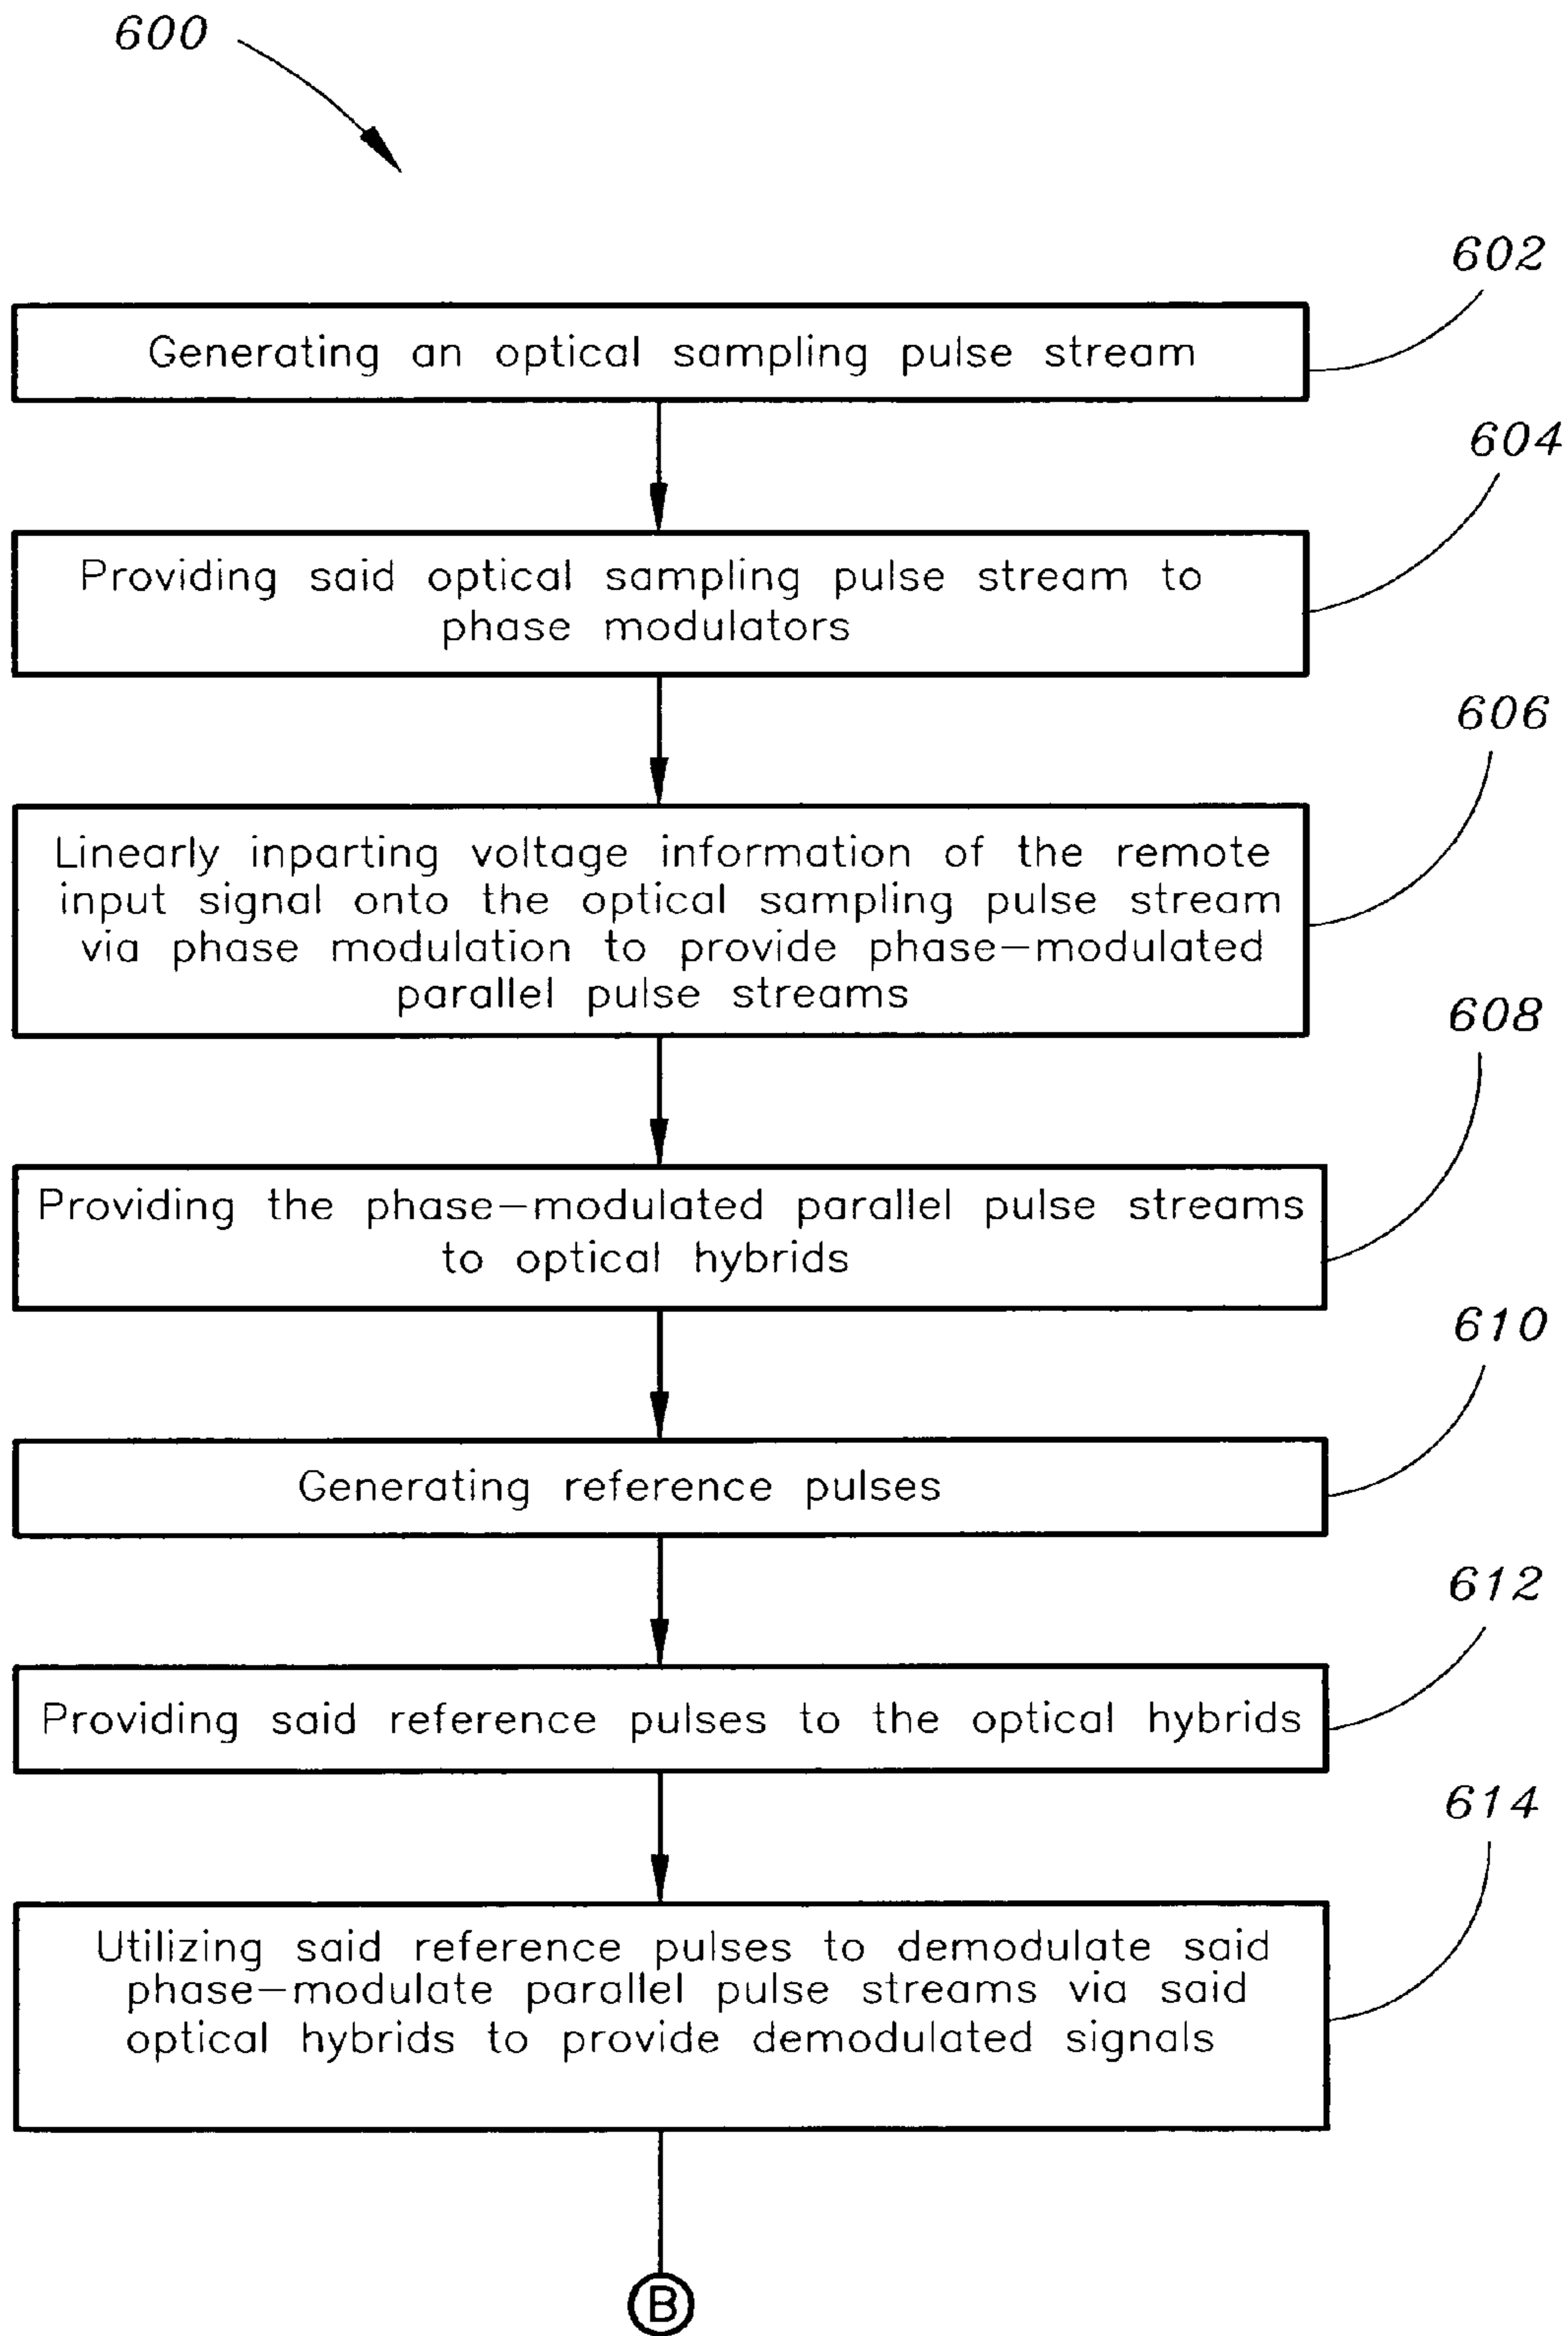 600
602
Generating an optical sampling pulse stream
604
Providing said optical sampling pulse stream to
phase modulators
606
Linearly inparting voltage information of the remote
input signal onto the optical sampling pulse stream
via phase modulation to provide phase-modulated
parallel pulse streams
608
Providing the phase-modulated parallel pulse streams
to optical hybrids
610
Generating reference pulses
612
Providing said reference pulses to the optical hybrids
614
Utilizing said reference pulses to demodulate said
phase-modulate parallel pulse streams via said
optical hybrids to provide demodulated signals
B